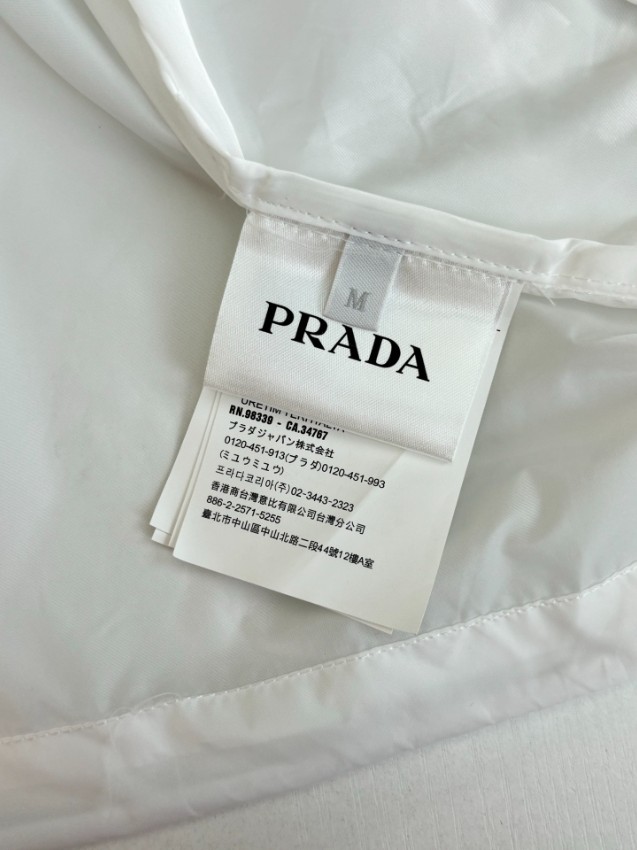 M
PRADA
RN.98339 - CA.34767
プラダジャパン株式会社
0120-451-913(プラダ)0120-451-993
(ミユウミユウ)
프라다코리아(주)02-3443-2323
香港商台灣意比有限公司台灣分公司
886-2-2571-5255
臺北市中山區中山北路二段44號12樓A室